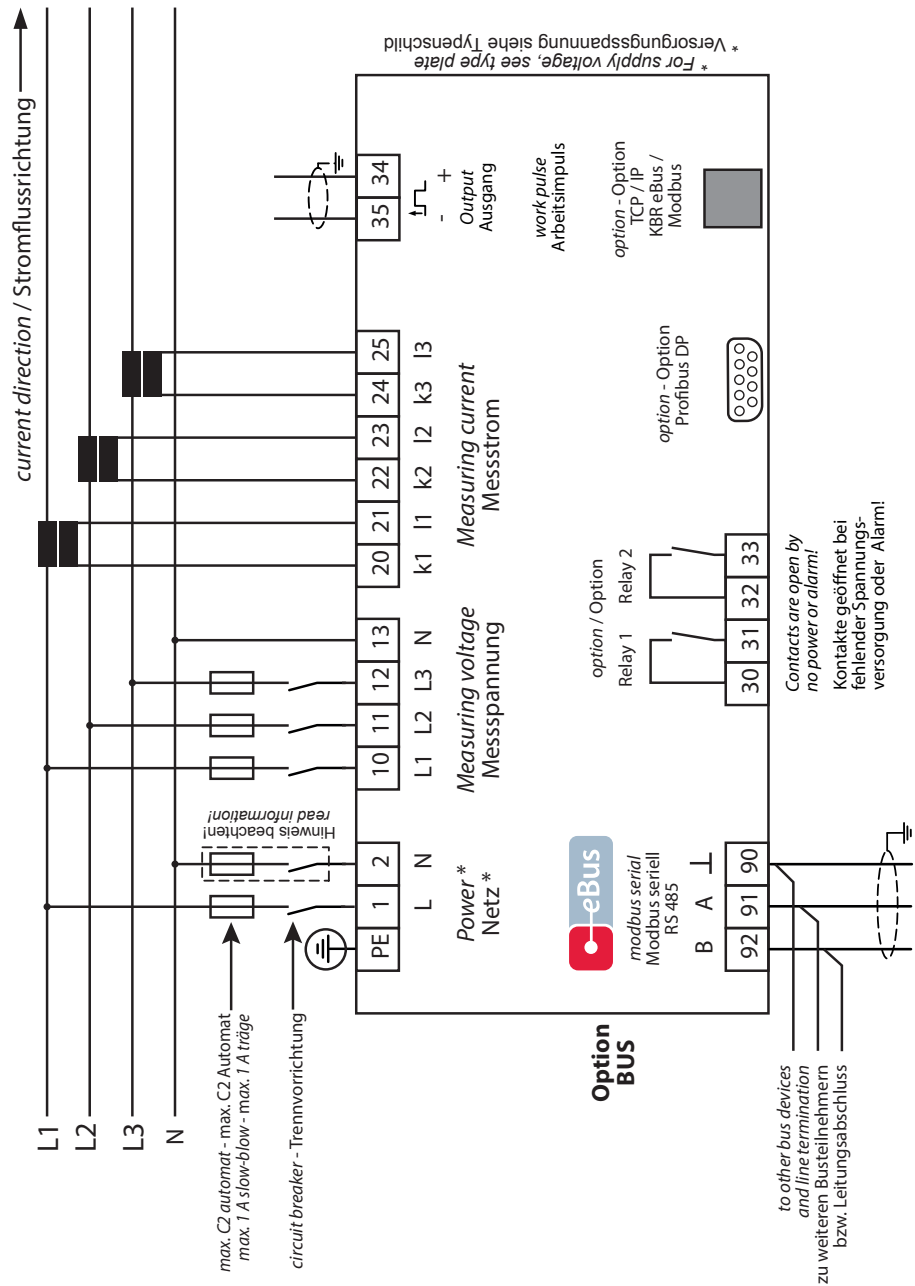 current direction / Stromflussrichtung
L1
L2
L3
N
max. C2 automat - max. C2 Automat
max. 1 A slow-blow - max. 1 A träge
circuit breaker - Trennvorrichtung
Hinweis beachten!
read information!
PE
1
2
10
11
12
13
20
21
22
23
24
25
35
34
L
N
L1
L2
L3
N
k1
l1
k2
l2
k3
l3
- +
Power *
Netz *
Measuring voltage
Messspannung
Measuring current
Messstrom
Output
Ausgang
work pulse
Arbeitsimpuls
* For supply voltage, see type plate
* Versorgungsspannung siehe Typenschild
Option
BUS
eBus
modbus serial
Modbus seriell
RS 485
B
A
92
91
90
option / Option
Relay 1
Relay 2
30
31
32
33
Contacts are open by
no power or alarm!
Kontakte geöffnet bei
fehlender Spannungs-
versorgung oder Alarm!
option - Option
Profibus DP
option - Option
TCP / IP
KBR eBus /
Modbus
to other bus devices
and line termination
zu weiteren Busteilnehmern
bzw. Leitungsabschluss